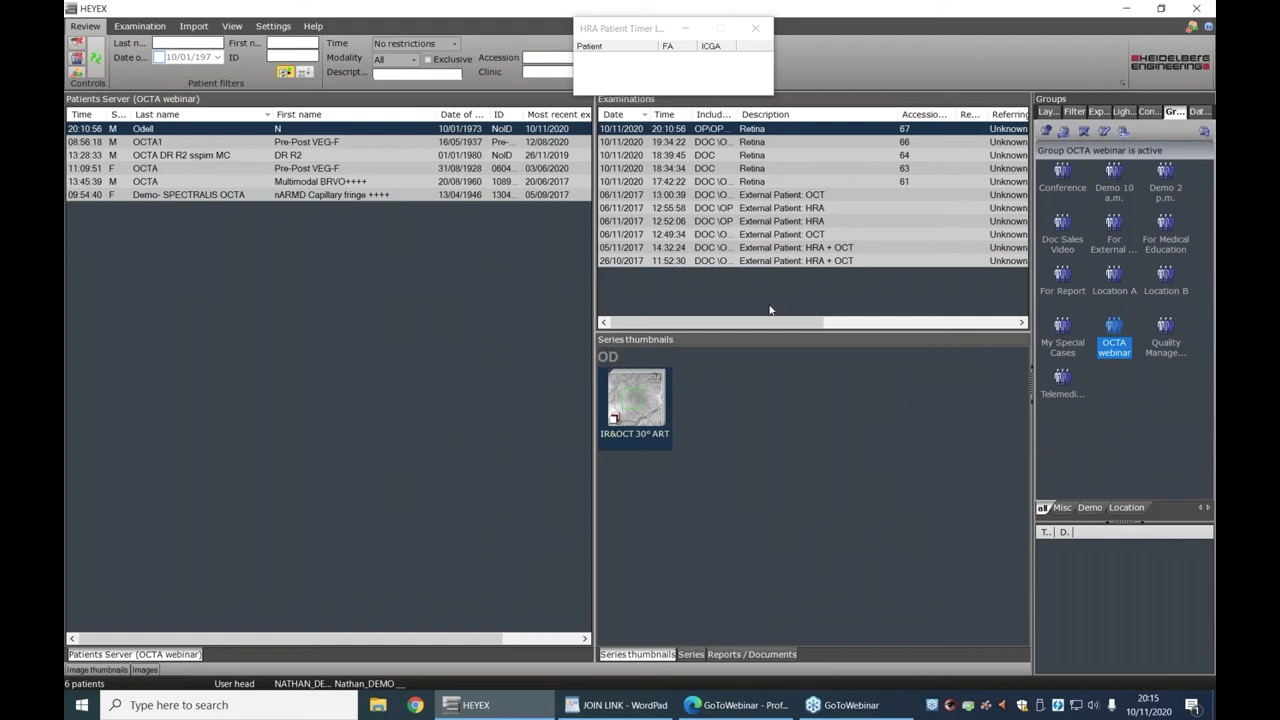 HEYEX
Review Examination Import View Settings Help
HRA Patient Timer L...
Patient FA ICGA
Last n... First n... Time No restrictions
Date o... 10/01/197 ID Modality All Exclusive Accession
Descript... Clinic
Controls Patient filters
HEIDELBERG
ENGINEERING
Patients Server (OCTA webinar)
Time S... Last name First name Date of ... ID Most recent ex
20:10:56 M Odell N 10/01/1973 NoID 10/11/2020
08:56:18 M OCTA1 Pre-Post VEG-F 16/05/1937 Pre-... 12/08/2020
13:28:33 M OCTA DR R2 sspim MC DR R2 01/01/1980 NoID 26/11/2019
11:09:51 F OCTA Pre-Post VEG-F 31/08/1928 0604... 03/06/2020
13:45:39 M OCTA Multimodal BRVO++++ 20/08/1960 1089... 20/06/2017
09:54:40 F Demo- SPECTRALIS OCTA nARMD Capillary fringe ++++ 13/04/1946 1304... 05/09/2017
Examinations
Date Time Includ... Description Accessio... Re... Referring
10/11/2020 20:10:56 OP\OP... Retina 67 Unknown
10/11/2020 19:34:22 OP\O... Retina 66 Unknown
10/11/2020 18:39:45 DOC Retina 64 Unknown
10/11/2020 18:34:34 DOC Retina 63 Unknown
10/11/2020 17:42:22 DOC \O... Retina 61 Unknown
06/11/2017 13:00:39 DOC \O... External Patient: OCT Unknown
06/11/2017 12:55:58 DOC \OP External Patient: HRA Unknown
06/11/2017 12:52:06 DOC \OP External Patient: HRA Unknown
06/11/2017 12:49:34 DOC \O... External Patient: OCT Unknown
05/11/2017 14:32:24 DOC \O... External Patient: HRA + OCT Unknown
26/10/2017 11:52:30 DOC \O... External Patient: HRA + OCT Unknown
Series thumbnails
OD
IR&OCT 30° ART
Groups
Lay... Filter Exp... Ligh... Con... Gr... Dat
Group OCTA webinar is active
Conference Demo 10 a.m. Demo 2 p.m.
Doc Sales Video For External ... For Medical Education
For Report Location A Location B
My Special Cases OCTA webinar Quality Manage...
Telemedi...
all Misc Demo Location
T.. D.
Patients Server (OCTA webinar)
Series thumbnails Series Reports / Documents
Image thumbnails Images
6 patients User head NATHAN_DE... Nathan_DEMO __
Type here to search HEYEX JOIN LINK - WordPad GoToWebinar - Prof... GoToWebinar
20:15
10/11/2020